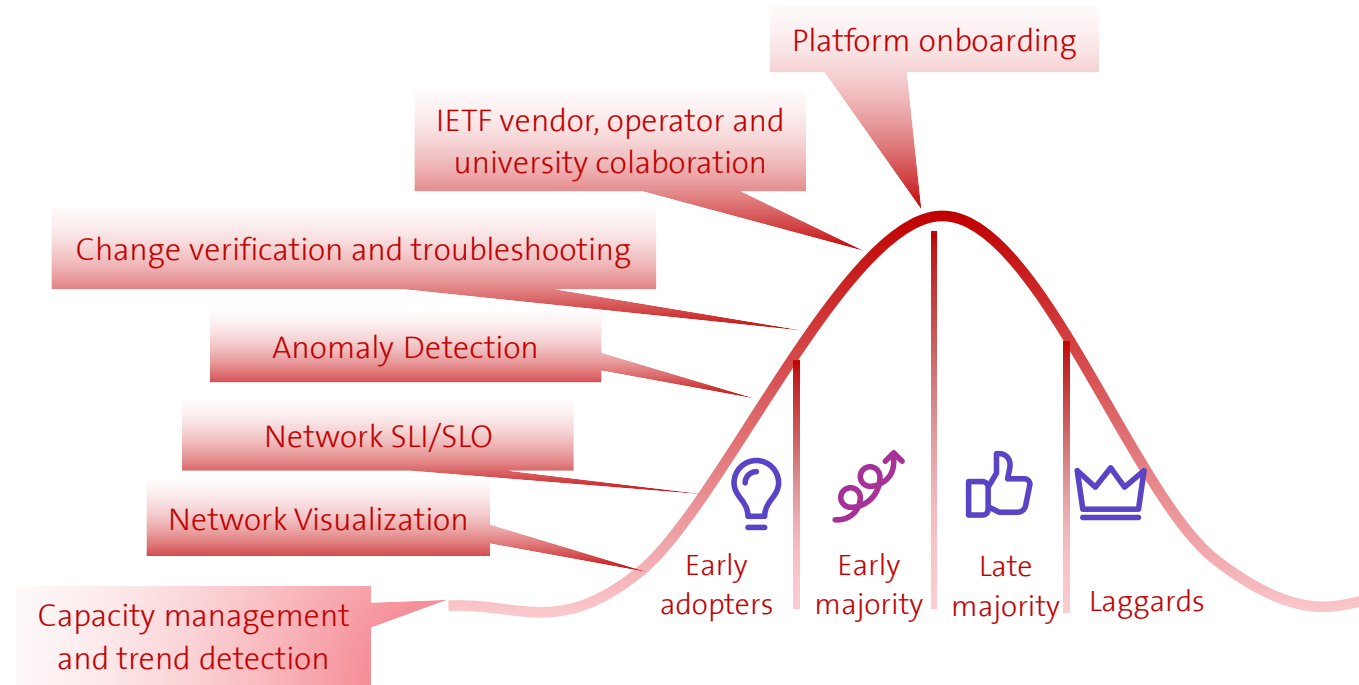 Platform onboarding
IETF vendor, operator and
university colaboration
Change verification and troubleshooting
Anomaly Detection
Network SLI/SLO
Network Visualization
Capacity management
and trend detection
Early
adopters
Early
majority
Late
majority
Laggards